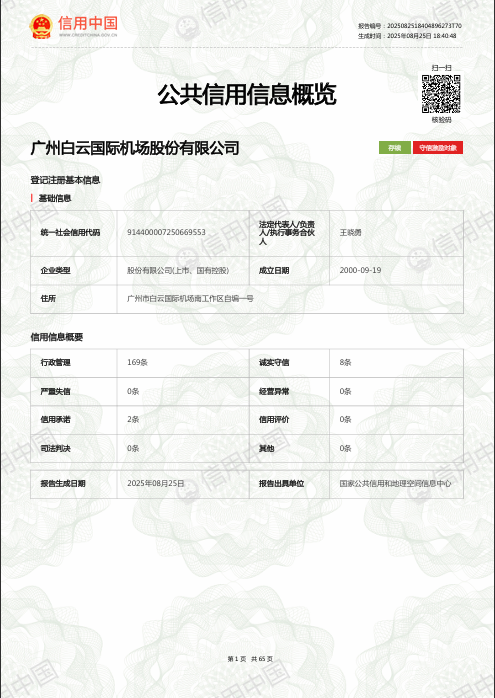 信用中国
WWW.CREDITCHINA.GOV.CN
报告编号：2025082518404896273T70
生成时间：2025年08月25日 18:40:48
扫一扫
核验码
公共信用信息概览
广州白云国际机场股份有限公司
存续 守信激励对象
登记注册基本信息
基础信息
统一社会信用代码 914400007250669553 法定代表人/负责人/执行事务合伙人 王晓勇
企业类型 股份有限公司(上市、国有控股) 成立日期 2000-09-19
住所 广州市白云国际机场南工作区自编一号
信用信息概要
行政管理 169条 诚实守信 8条
严重失信 0条 经营异常 0条
信用承诺 2条 信用评价 0条
司法判决 0条 其他 0条
报告生成日期 2025年08月25日 报告出具单位 国家公共信用和地理空间信息中心
第 1 页 共 65 页